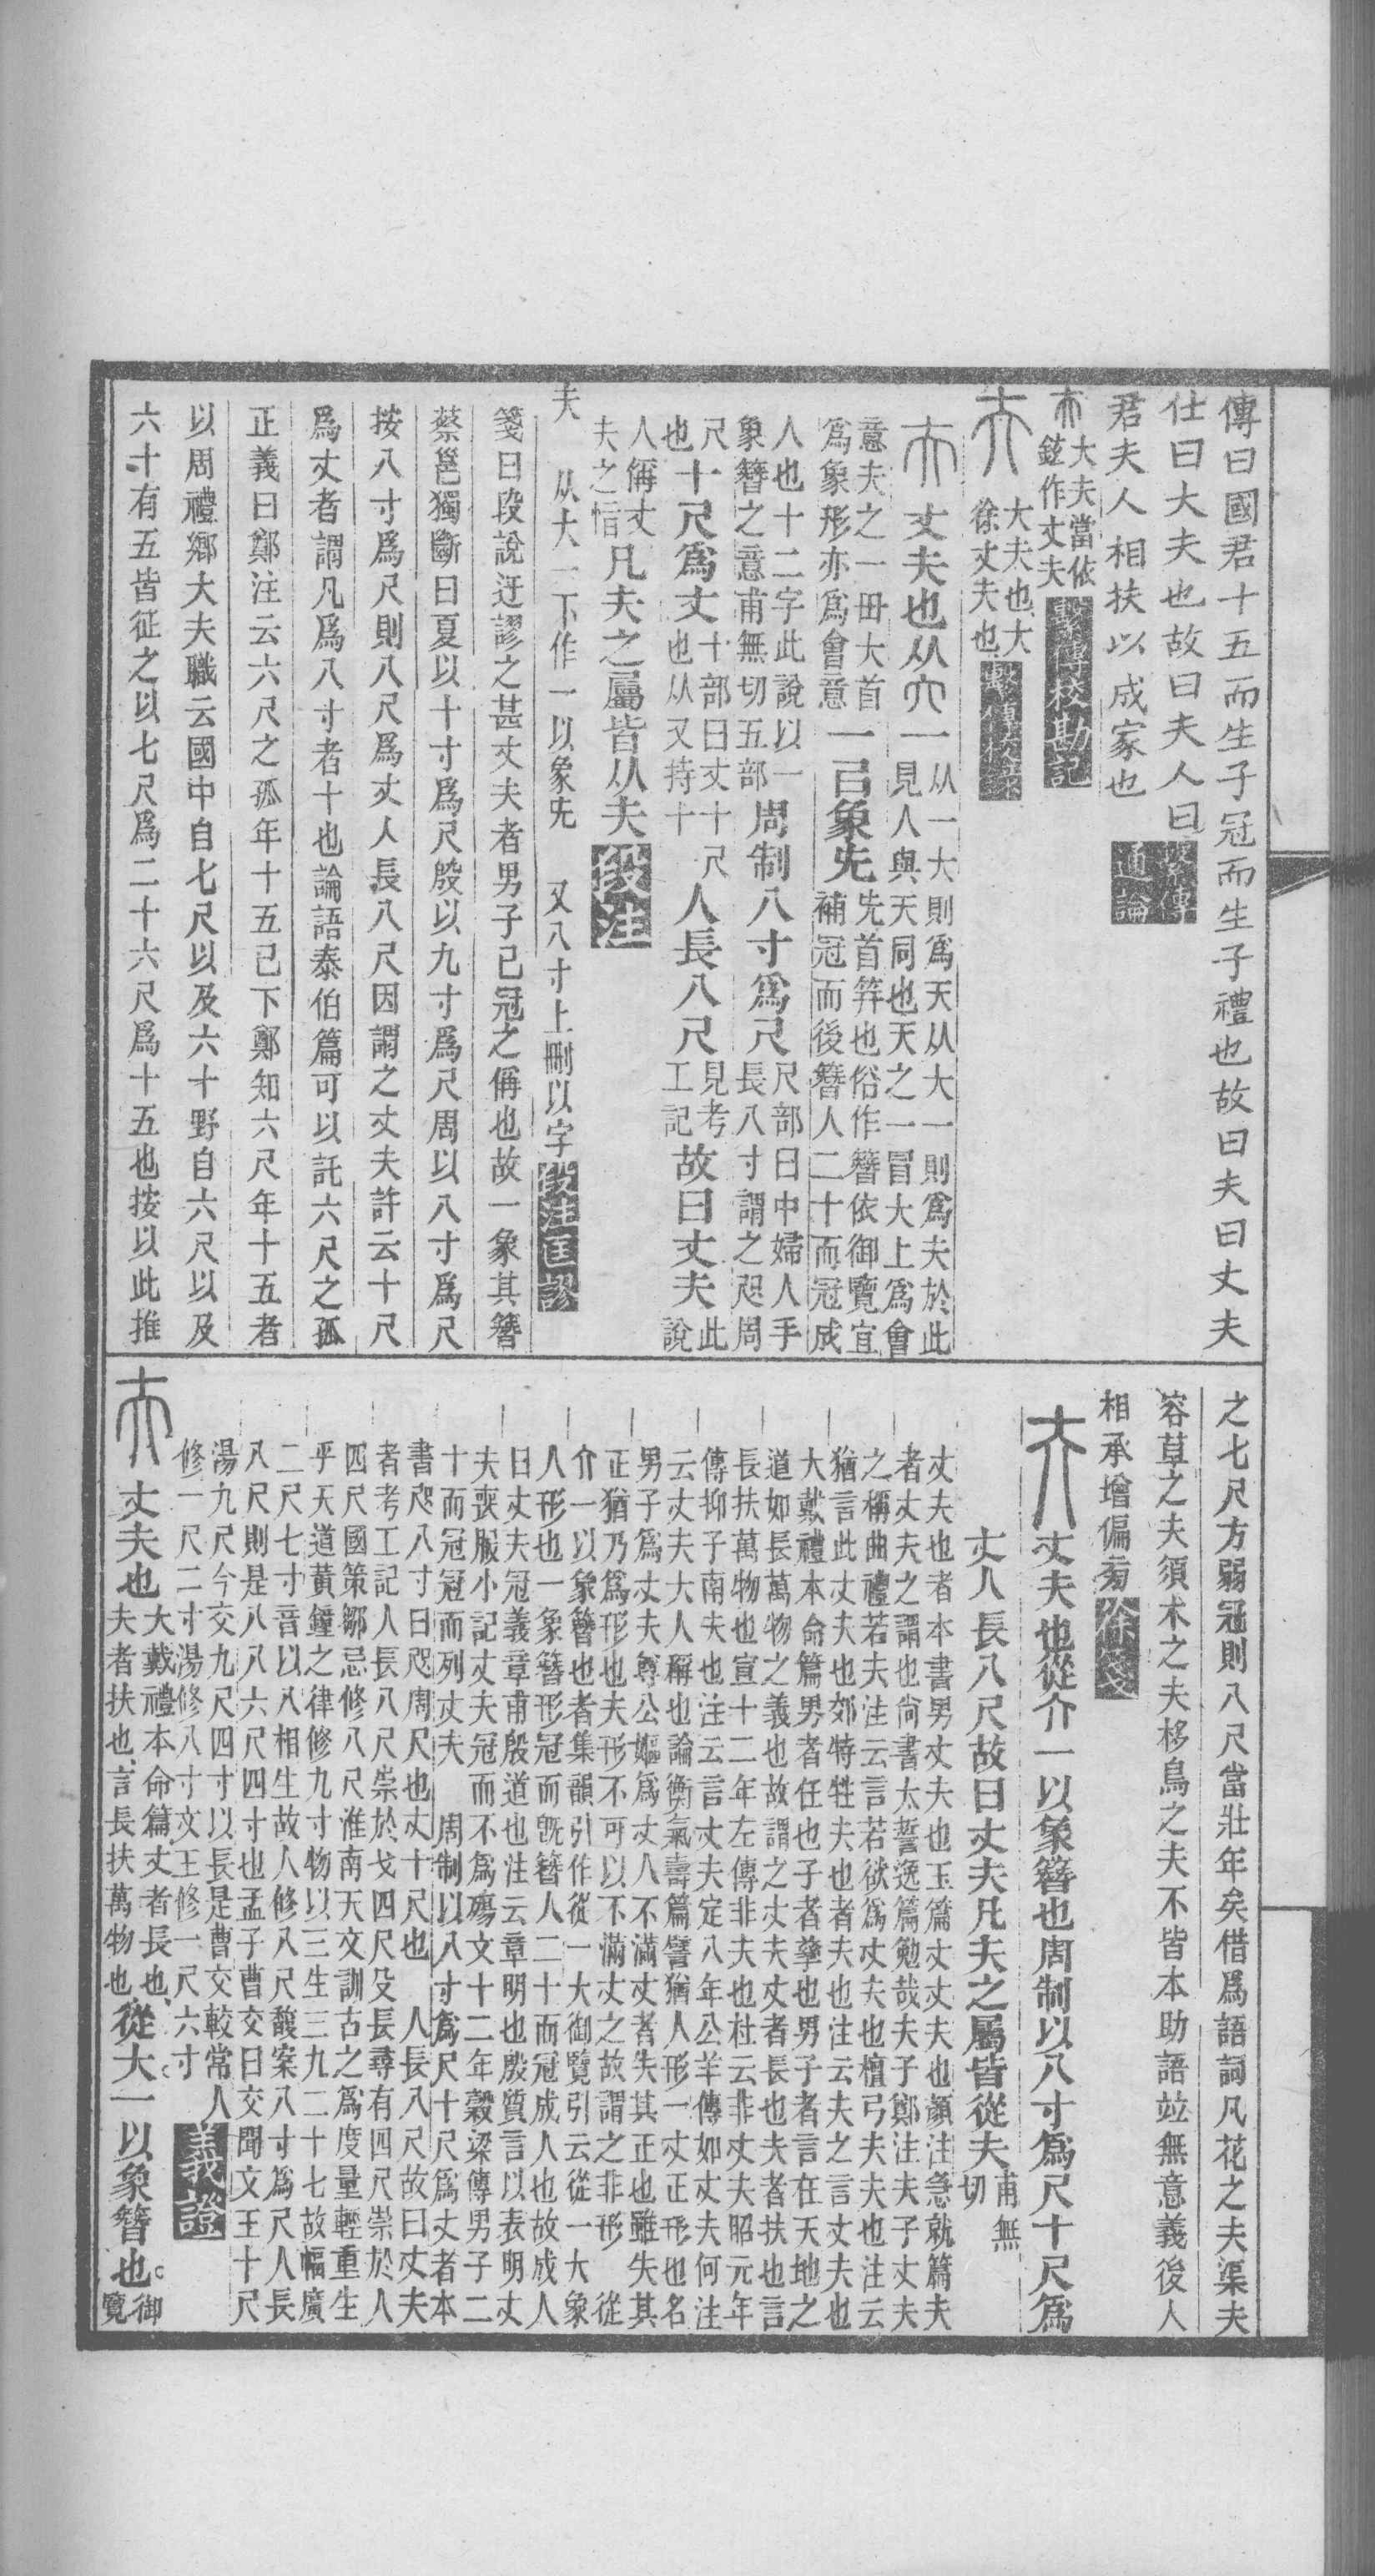 傳曰國君十五而生子冠而生子禮也故曰夫曰丈夫
仕曰大夫也故曰夫人曰
君夫人相扶以成家也
繫傳
通論
大夫當依
鉉作丈夫
繫傳校勘記
大夫也大
徐丈夫也
丈夫也从大一
从一大則爲天从大一則爲夫於此
見人與天同也天之一冒大上爲會
意夫之一毌大首
爲象形亦爲會意
一㠯象先
先首筓也俗作簪依御覽宜
補冠而後簪人二十而冠成
人也十二字此說以一
象簪之意甫無切五部
周制八寸爲尺
尺部曰中婦人手
長八寸謂之咫周
尺
也
十尺爲丈
十部曰丈十尺
也从又持十
人長八尺
見考
工記
故曰丈夫
此
說
人偁丈
夫之恉
凡夫之屬皆从夫
段注
夫
从大一下作一以象先
又八寸上刪以字
段注匡謬
箋曰段說迂謬之甚丈夫者男子已冠之偁也故一象其簪
蔡邕獨斷曰夏以十寸爲尺殷以九寸爲尺周以八寸爲尺
按八寸爲尺則八尺爲丈人長八尺因謂之丈夫許云十尺
爲丈者謂凡爲八寸者十也論語泰伯篇可以託六尺之孤
正義曰鄭注云六尺之孤年十五已下鄭知六尺年十五者
以周禮鄉大夫職云國中自七尺以及六十野自六尺以及
六十有五皆征之以七尺爲二十六尺爲十五也按以此推
之七尺方弱冠則八尺當壯年矣借爲語詞凡花之夫渠夫
容草之夫須木之夫栘鳥之夫不皆本助語竝無意義後人
相承增偏㫄
徐箋
丈夫也從介一以象簪也周制以八寸爲尺十尺爲
丈人長八尺故曰丈夫凡夫之屬皆從夫
甫無
切
丈夫也者本書男丈夫也玉篇丈丈夫也顏注急就篇夫
者丈夫之謂也尙書太誓逸篇勉哉夫子鄭注夫子丈夫
之稱曲禮若夫注云言若欲爲丈夫也檀弓夫夫也注云
猶言此丈夫也郊特牲夫也者夫也注云夫之言丈夫也
大戴禮本命篇男者任也子者孳也男子者言任天地之
道如長萬物之義也故謂之丈夫丈者長也夫者扶也言
長扶萬物也宣十二年左傳非夫也杜云非丈夫昭元年
傳抑子南夫也注云言丈夫定八年公羊傳如丈夫何注
云丈夫大人稱也論衡氣壽篇譬猶人形一丈正形也名
男子爲丈夫尊公嫗爲丈人不滿丈者失其正也雖失其
正猶乃爲形也夫形不可以不滿丈之故謂之非形 從
介一以象簪也者集韻引作從一大御覽引云從一大象
人形也一象簪形冠而旣簪人二十而冠成人也故成人
曰丈夫冠義章甫殷道也注云章明也殷質言以表明丈
夫喪服小記丈夫冠而不爲殤文十二年穀梁傳男子二
十而冠冠而列丈夫 周制以八寸爲尺十尺爲丈者本
書咫八寸曰咫周尺也丈十尺也 人長八尺故曰丈夫
者考工記人長八尺崇於戈四尺殳長尋有四尺崇於人
四尺國策鄒忌修八尺淮南天文訓古之爲度量輕重生
乎天道黃鐘之律修九寸物以三生三九二十七故幅廣
二尺七寸音以八相生故人修八尺馥案八寸爲尺人長
八尺則是八八六尺四寸也孟子曹交曰交聞文王十尺
湯九尺今交九尺四寸以長是曹交較常人
修一尺二寸湯修八寸文王修一尺六寸
義證
丈夫也
大戴禮本命篇丈者長也
夫者扶也言長扶萬物也
從大一以象簪也
御
覽